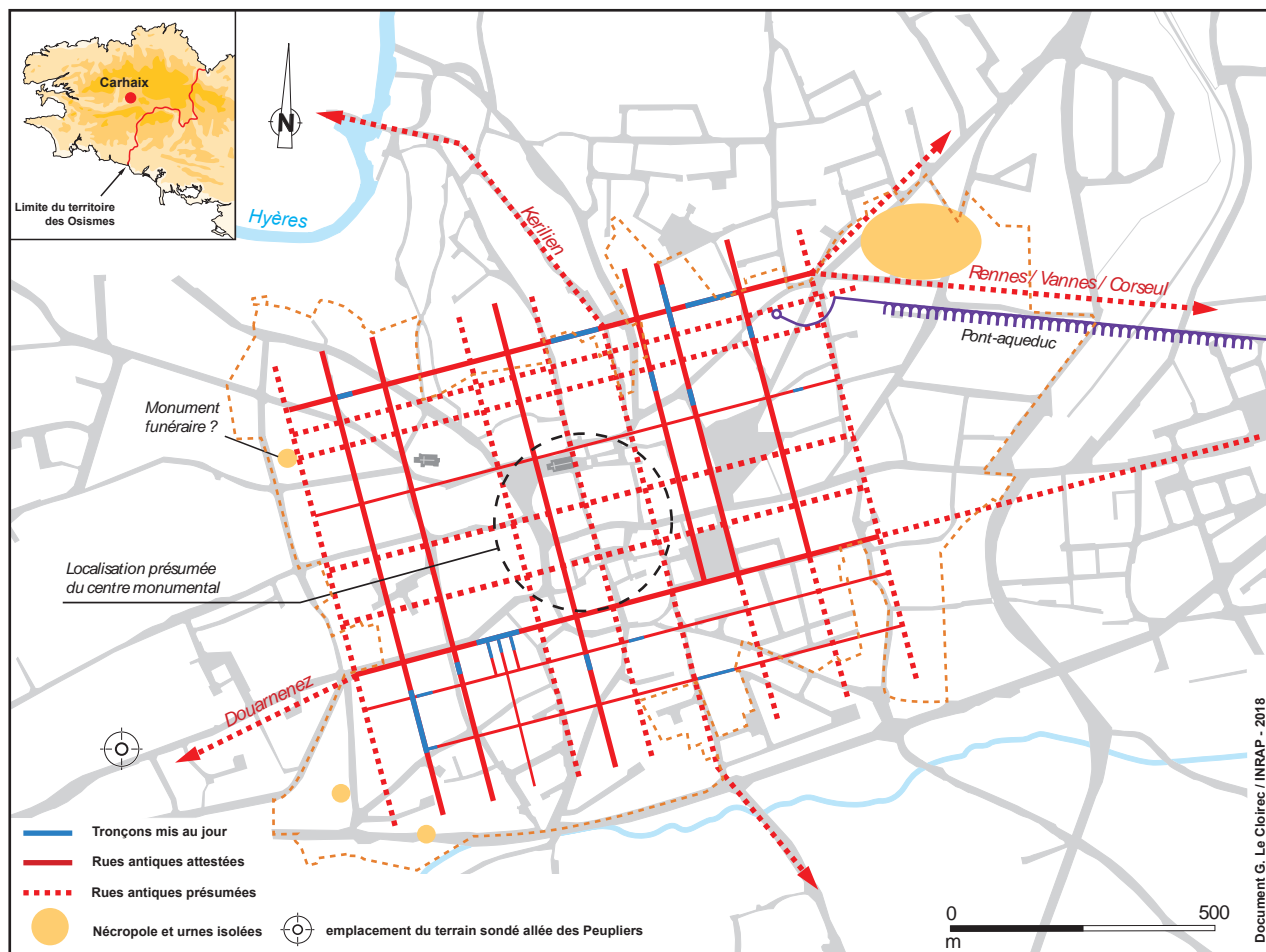 Carhaix
Limite du territoire
des Osismes
N
Hyères
Kerilien
Rennes / Vannes / Corseul
Pont-aqueduc
Monument
funéraire ?
Localisation présumée
du centre monumental
Douarnenez
Tronçons mis au jour
Rues antiques attestées
Rues antiques présumées
Nécropole et urnes isolées
emplacement du terrain sondé allée des Peupliers
0 500
m
Document G. Le Cloirec / INRAP - 2018